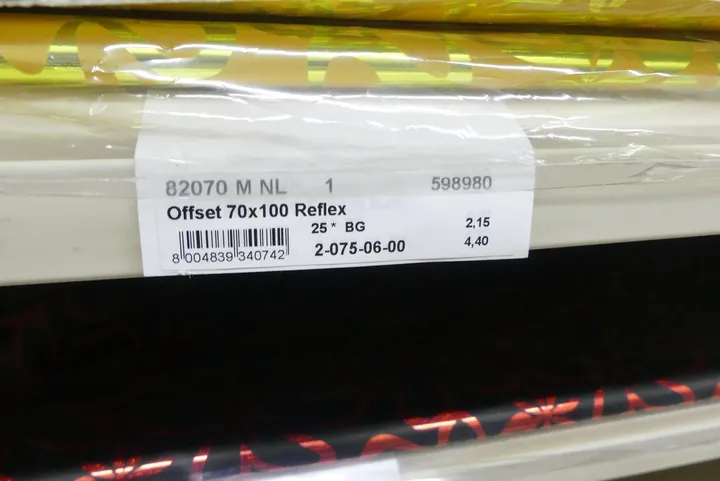 82070 M NL 1 598980
Offset 70x100 Reflex
25 * BG 2,15
2-075-06-00 4,40
8 004839 340742